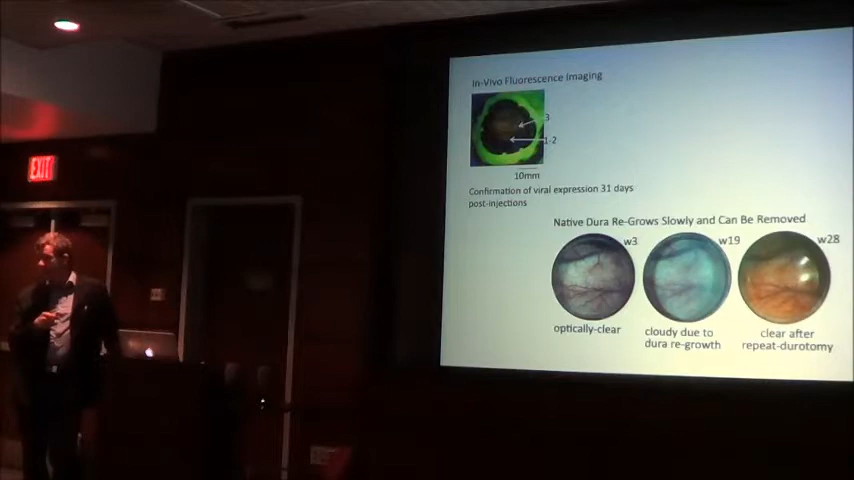 In-Vivo Fluorescence Imaging
3
1-2
10mm
Confirmation of viral expression 31 days
post-injections
Native Dura Re-Grows Slowly and Can Be Removed
w3
w19
w28
optically-clear
cloudy due to
dura re-growth
clear after
repeat-durotomy
EXIT